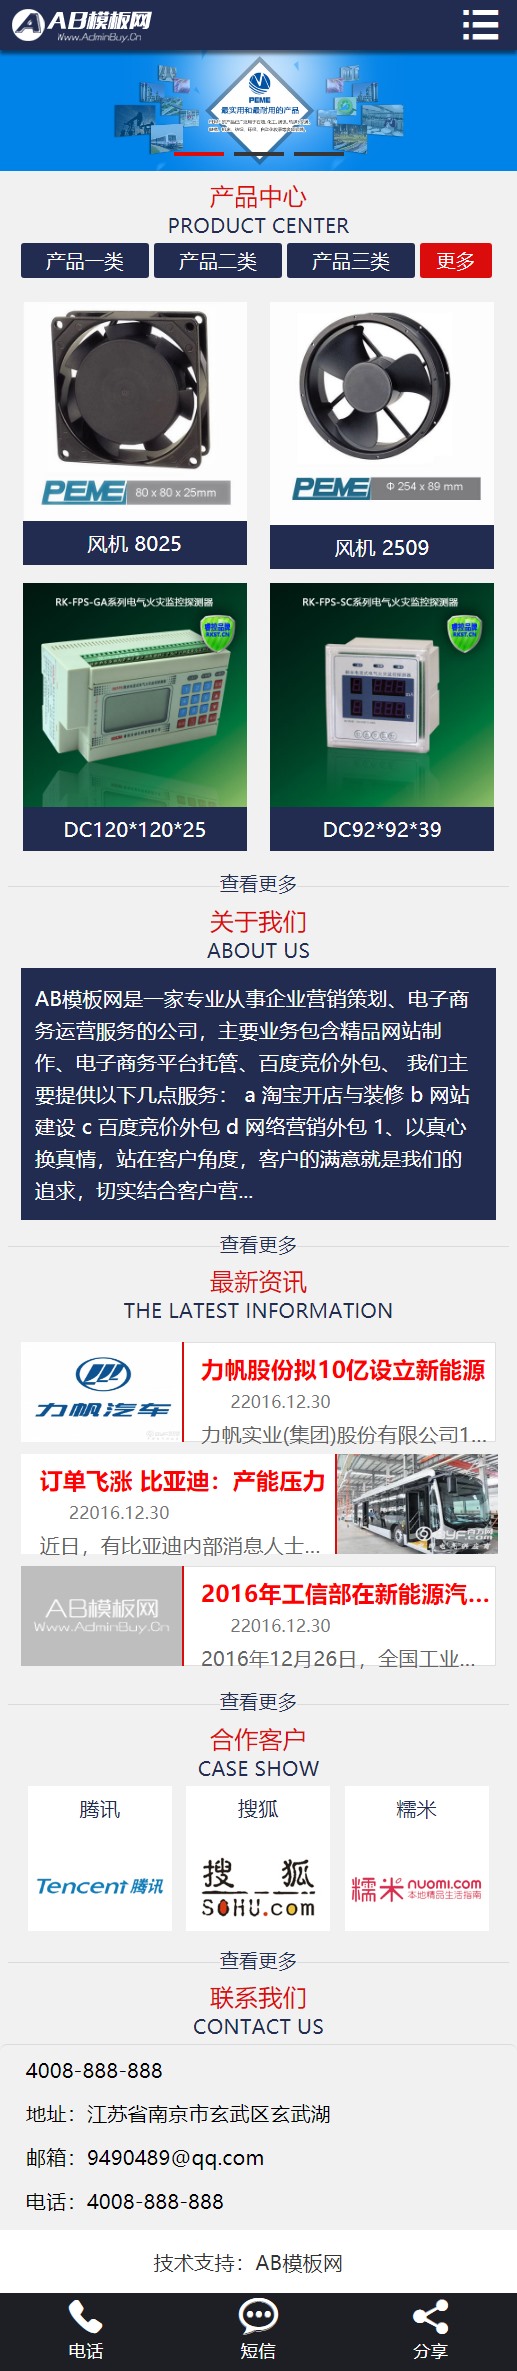 AB模板网
www.AdminBuy.Cn
PEME
最实用和最耐用的产品
产品中心
PRODUCT CENTER
产品一类 产品二类 产品三类 更多
PEME 80 x 80 x 25mm
PEME Φ 254 x 89 mm
风机 8025
风机 2509
RK-FPS-GA系列电气火灾监控探测器
RK-FPS-SC系列电气火灾监控探测器
DC120*120*25
DC92*92*39
查看更多
关于我们
ABOUT US
AB模板网是一家专业从事企业营销策划、电子商
务运营服务的公司，主要业务包含精品网站制
作、电子商务平台托管、百度竞价外包、 我们主
要提供以下几点服务： a 淘宝开店与装修 b 网站
建设 c 百度竞价外包 d 网络营销外包 1、以真心
换真情，站在客户角度，客户的满意就是我们的
追求，切实结合客户营...
查看更多
最新资讯
THE LATEST INFORMATION
力帆汽车
力帆股份拟10亿设立新能源
22016.12.30
力帆实业(集团)股份有限公司1...
订单飞涨 比亚迪：产能压力
22016.12.30
近日，有比亚迪内部消息人士...
AB模板网
www.AdminBuy.Cn
2016年工信部在新能源汽...
22016.12.30
2016年12月26日，全国工业...
查看更多
合作客户
CASE SHOW
腾讯 搜狐 糯米
Tencent 腾讯
搜狐
SOHU.com
糯米 nuomi.com
本地精品生活指南
查看更多
联系我们
CONTACT US
4008-888-888
地址：江苏省南京市玄武区玄武湖
邮箱：9490489@qq.com
电话：4008-888-888
技术支持：AB模板网
电话 短信 分享